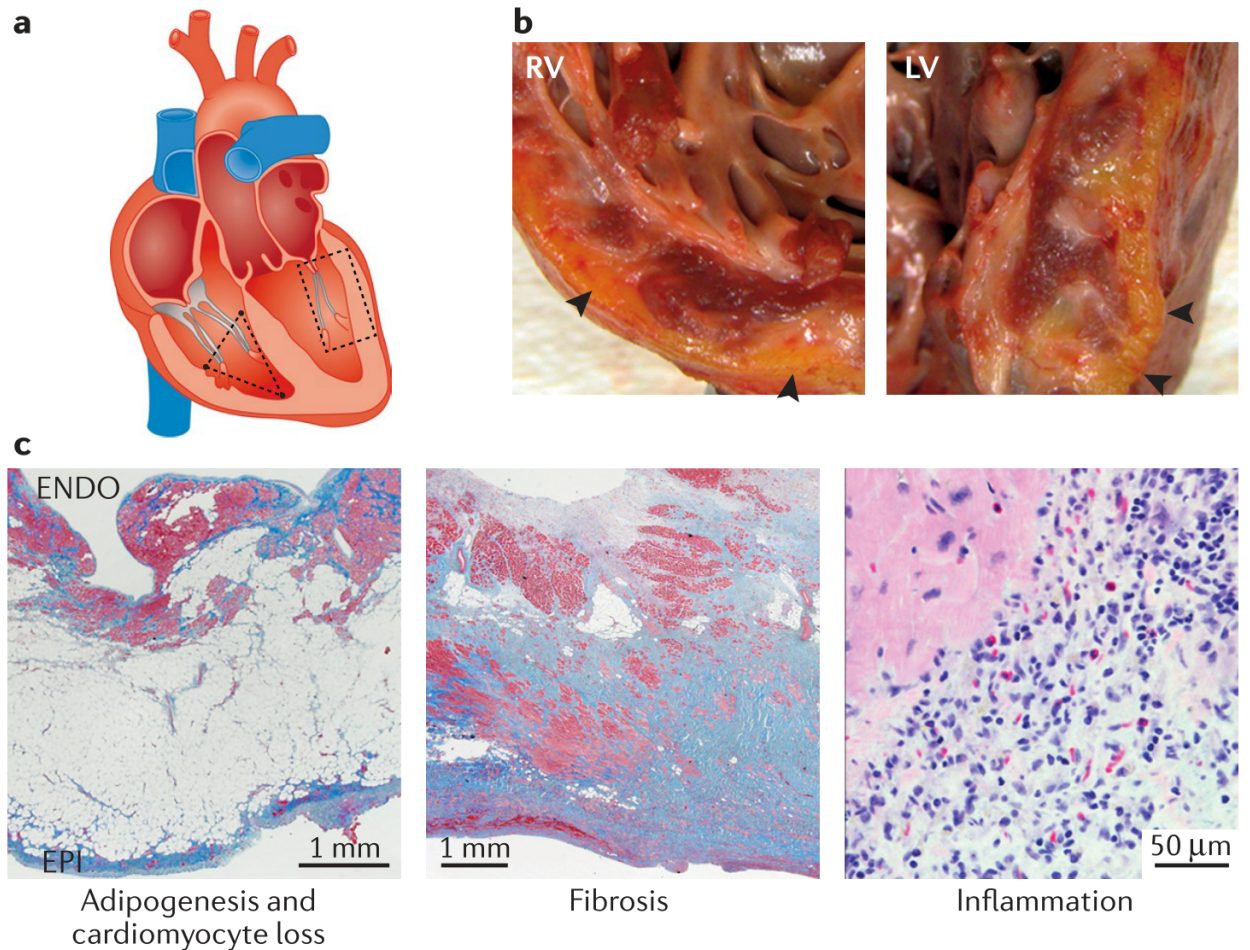 a
b
RV
LV
c
ENDO
EPI
1 mm
1 mm
50 μm
Adipogenesis and
cardiomyocyte loss
Fibrosis
Inflammation